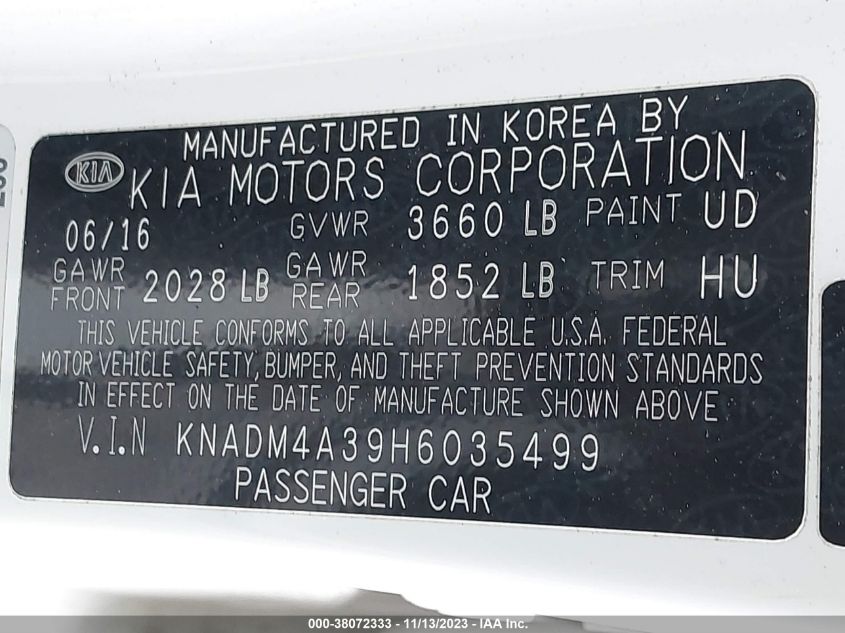 MANUFACTURED IN KOREA BY
KIA KIA MOTORS CORPORATION
06/16 GVWR 3660 LB PAINT UD
GAWR FRONT 2028 LB GAWR REAR 1852 LB TRIM HU
THIS VEHICLE CONFORMS TO ALL APPLICABLE U.S.A. FEDERAL
MOTOR VEHICLE SAFETY, BUMPER, AND THEFT PREVENTION STANDARDS
IN EFFECT ON THE DATE OF MANUFACTURE SHOWN ABOVE
V.I.N KNADM4A39H6035499
PASSENGER CAR
000-38072333 - 11/13/2023 - IAA Inc.